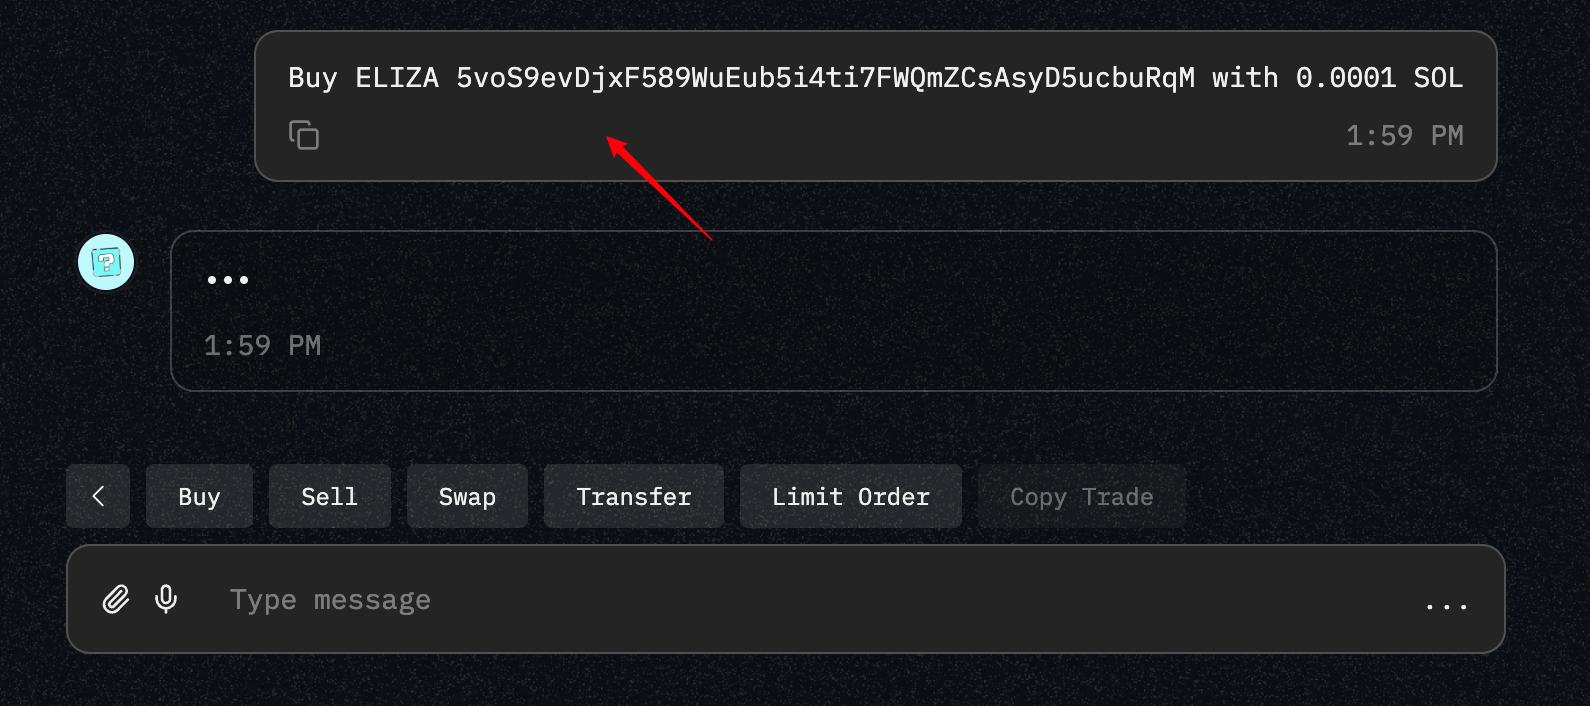 Buy ELIZA 5voS9evDjxF589WuEub5i4ti7FWQmZCsAsyD5ucbuRqM with 0.0001 SOL
1:59 PM
?
...
1:59 PM
Buy
Sell
Swap
Transfer
Limit Order
Copy Trade
Type message
...